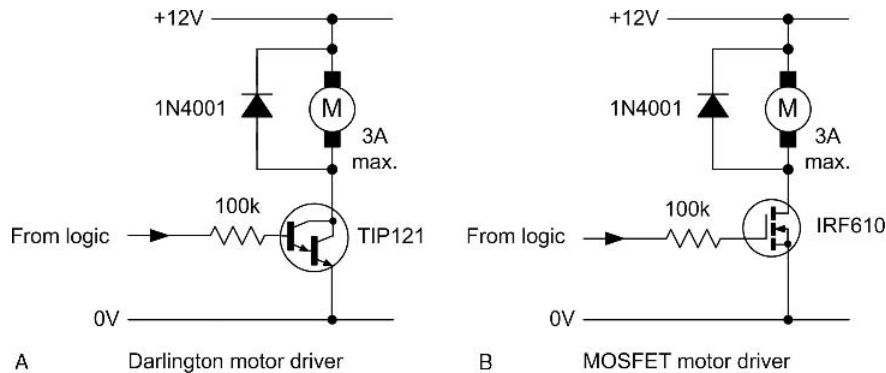 +12V
1N4001
M
3A
max.
100k
From logic
TIP121
0V
A Darlington motor driver
+12V
1N4001
M
3A
max.
100k
From logic
IRF610
0V
B MOSFET motor driver